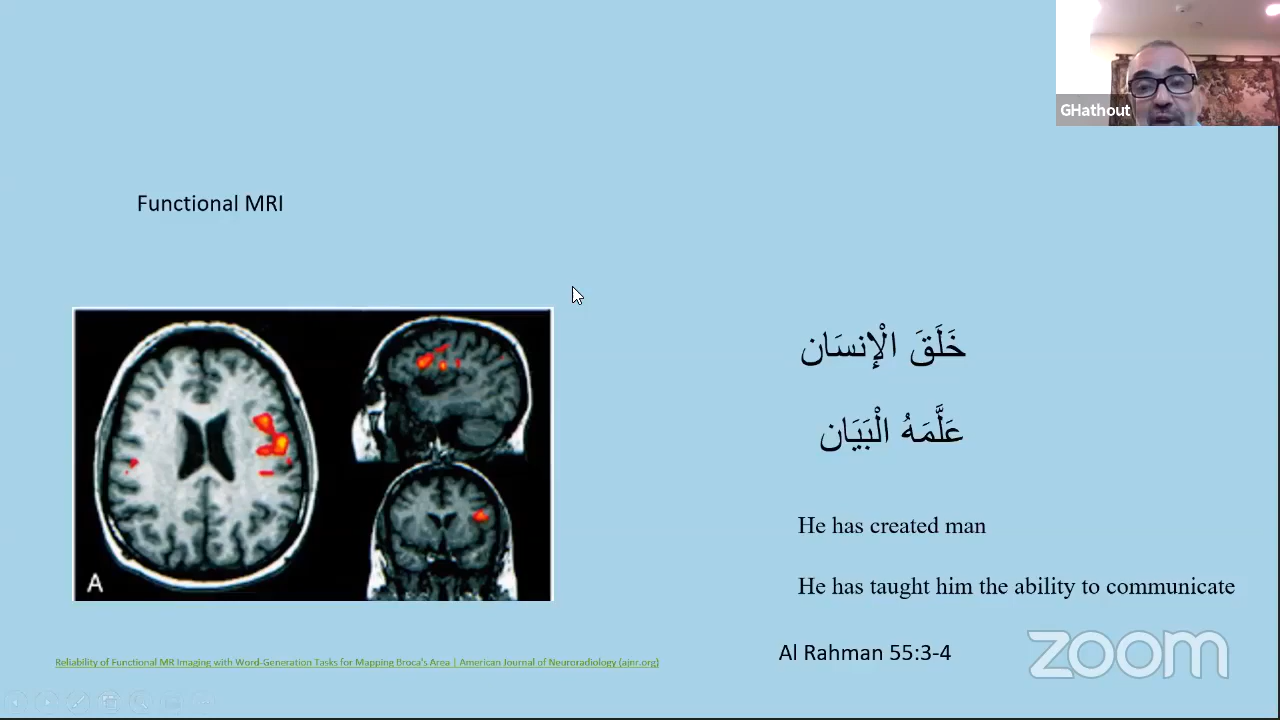 GHathout
Functional MRI
خَلَقَ الْإِنسَان
عَلَّمَهُ الْبَيَان
He has created man
He has taught him the ability to communicate
A
Al Rahman 55:3-4
Reliability of Functional MR Imaging with Word-Generation Tasks for Mapping Broca's Area | American Journal of Neuroradiology (ajnr.org)
zoom